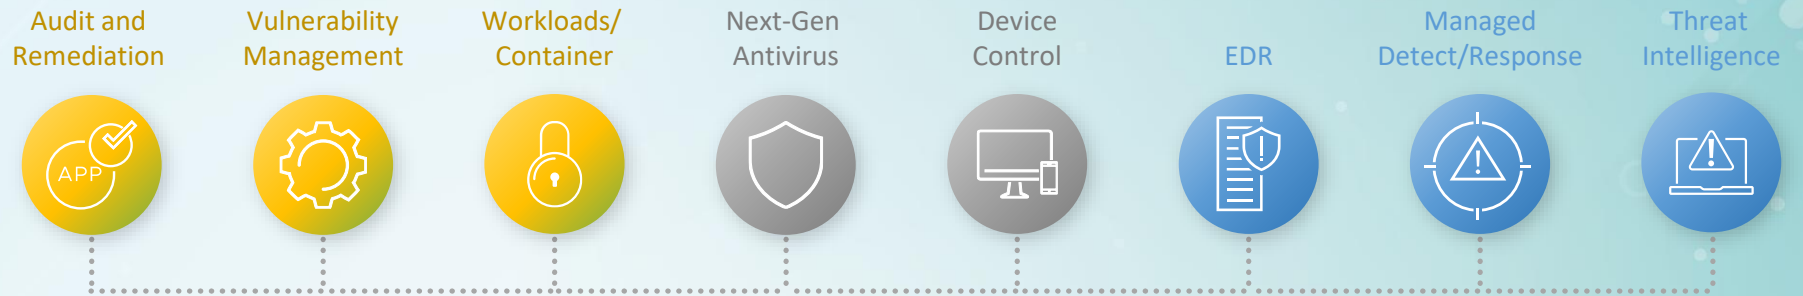 Audit and
Remediation
Vulnerability
Management
Workloads/
Container
Next-Gen
Antivirus
Device
Control
EDR
Managed
Detect/Response
Threat
Intelligence
APP